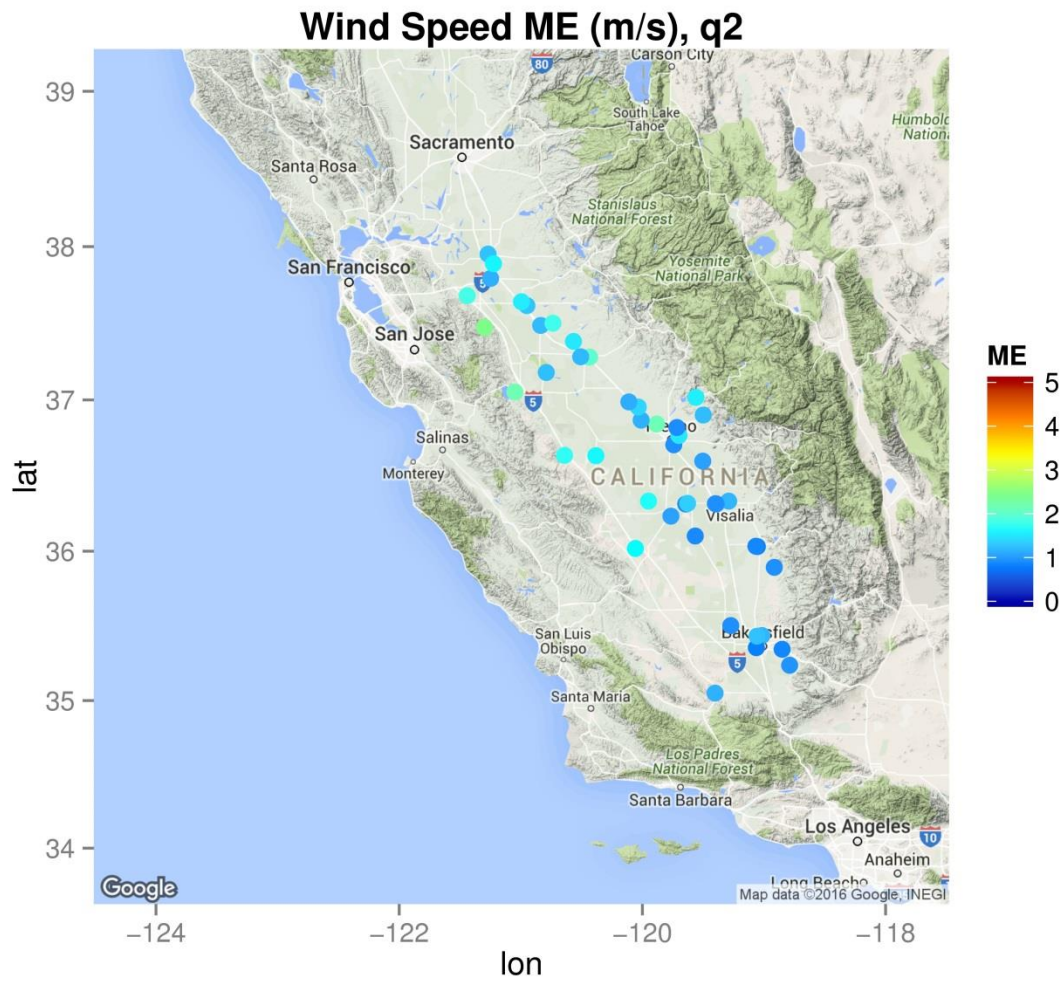 Wind Speed ME (m/s), q2
39
38
37
36
35
34
lat
−124
−122
−120
−118
lon
80
Carson City
South Lake
Tahoe
Sacramento
Santa Rosa
Stanislaus
National Forest
San Francisco
5
Yosemite
National Park
San Jose
5
Salinas
Monterey
CALIFORNIA
Visalia
San Luis
Obispo
5
Santa Maria
Los Padres
National Forest
Santa Barbara
Los Angeles
10
Anaheim
Long Beach
Google
Map data ©2016 Google, INEGI
ME
5
4
3
2
1
0